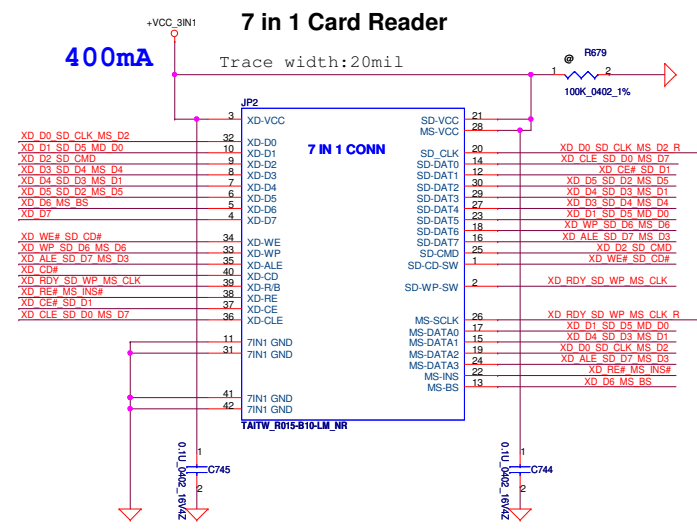 +VCC_3IN1
7 in 1 Card Reader
400mA
Trace width:20mil
@
R679
1
2
100K_0402_1%
JP2
7 IN 1 CONN
3 XD-VCC
XD_D0_SD_CLK_MS_D2 32 XD-D0
XD_D1_SD_D5_MD_D0 10 XD-D1
XD_D2_SD_CMD 9 XD-D2
XD_D3_SD_D4_MS_D4 8 XD-D3
XD_D4_SD_D3_MS_D1 7 XD-D4
XD_D5_SD_D2_MS_D5 6 XD-D5
XD_D6_MS_BS 5 XD-D6
XD_D7 4 XD-D7
XD_WE#_SD_CD# 34 XD-WE
XD_WP_SD_D6_MS_D6 33 XD-WP
XD_ALE_SD_D7_MS_D3 35 XD-ALE
XD_CD# 40 XD-CD
XD_RDY_SD_WP_MS_CLK 39 XD-R/B
XD_RE#_MS_INS# 38 XD-RE
XD_CE#_SD_D1 37 XD-CE
XD_CLE_SD_D0_MS_D7 36 XD-CLE
11 7IN1 GND
31 7IN1 GND
41 7IN1 GND
42 7IN1 GND
SD-VCC 21
MS-VCC 28
SD_CLK 20 XD_D0_SD_CLK_MS_D2_R
SD-DAT0 14 XD_CLE_SD_D0_MS_D7
SD-DAT1 12 XD_CE#_SD_D1
SD-DAT2 30 XD_D5_SD_D2_MS_D5
SD-DAT3 29 XD_D4_SD_D3_MS_D1
SD-DAT4 27 XD_D3_SD_D4_MS_D4
SD-DAT5 23 XD_D1_SD_D5_MD_D0
SD-DAT6 18 XD_WP_SD_D6_MS_D6
SD-DAT7 16 XD_ALE_SD_D7_MS_D3
SD-CMD 25 XD_D2_SD_CMD
SD-CD-SW 1 XD_WE#_SD_CD#
SD-WP-SW 2 XD_RDY_SD_WP_MS_CLK
MS-SCLK 26 XD_RDY_SD_WP_MS_CLK_R
MS-DATA0 17 XD_D1_SD_D5_MD_D0
MS-DATA1 15 XD_D4_SD_D3_MS_D1
MS-DATA2 19 XD_D0_SD_CLK_MS_D2
MS-DATA3 24 XD_ALE_SD_D7_MS_D3
MS-INS 22 XD_RE#_MS_INS#
MS-BS 13 XD_D6_MS_BS
TAITW_R015-B10-LM_NR
0.1U_0402_16V4Z
1
C745
2
0.1U_0402_16V4Z
1
C744
2